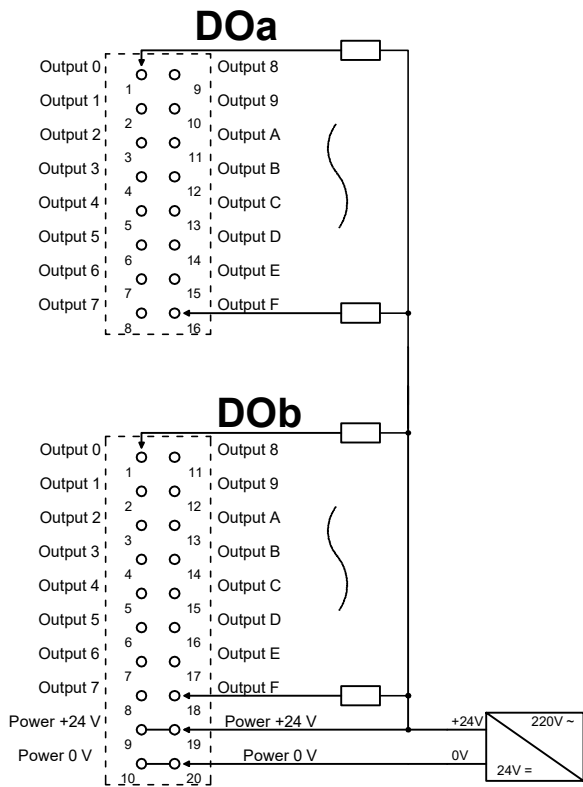 DOa
Output 0 Output 8
1 9
Output 1 Output 9
2 10
Output 2 Output A
3 11
Output 3 Output B
4 12
Output 4 Output C
5 13
Output 5 Output D
6 14
Output 6 Output E
7 15
Output 7 Output F
8 16
DOb
Output 0 Output 8
1 11
Output 1 Output 9
2 12
Output 2 Output A
3 13
Output 3 Output B
4 14
Output 4 Output C
5 15
Output 5 Output D
6 16
Output 6 Output E
7 17
Output 7 Output F
8 18
Power +24 V Power +24 V +24V 220V ~
9 19
Power 0 V Power 0 V 0V
10 20 24V =